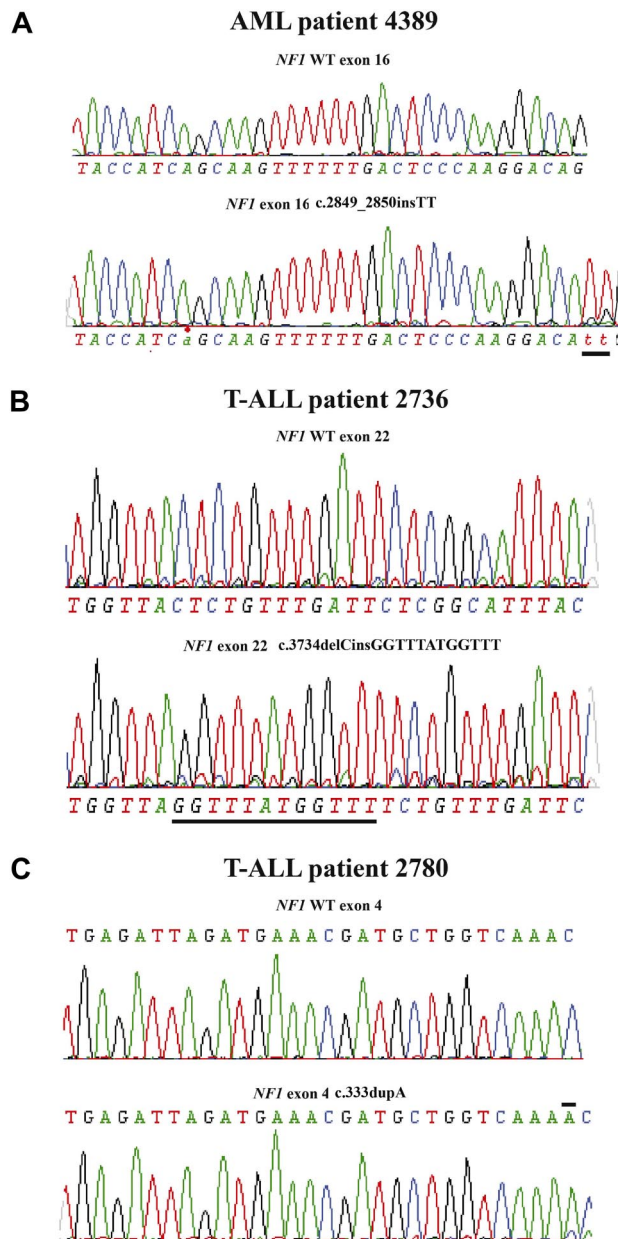 A
AML patient 4389
NF1 WT exon 16
TACCATCAGCAAGTTTTTTGACTCCCAAGGACAG
NF1 exon 16 c.2849_2850insTT
TACCATCaGCAAGTTTTTTGACTCCCAAGGACAtt
B
T-ALL patient 2736
NF1 WT exon 22
TGGTTACTCTGTTTGATTCTCGGCATTTAC
NF1 exon 22 c.3734delCinsGGTTTATGGTTT
TGGTTAGGTTTATGGTTTTCTGTTTGATTC
C
T-ALL patient 2780
NF1 WT exon 4
TGAGATTAGATGAAACGATGCTGGTCAAAC
NF1 exon 4 c.333dupA
TGAGATTAGATGAAACGATGCTGGTCAAAAC